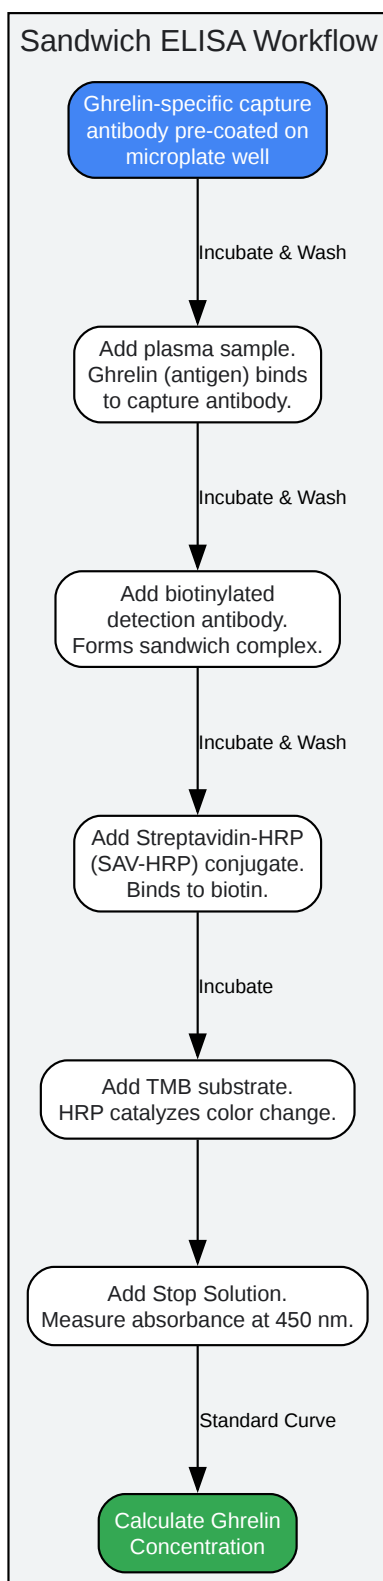 Sandwich ELISA Workflow
Ghrelin-specific capture
antibody pre-coated on
microplate well
Incubate & Wash
Add plasma sample.
Ghrelin (antigen) binds
to capture antibody.
Incubate & Wash
Add biotinylated
detection antibody.
Forms sandwich complex.
Incubate & Wash
Add Streptavidin-HRP
(SAV-HRP) conjugate.
Binds to biotin.
Incubate
Add TMB substrate.
HRP catalyzes color change.
Add Stop Solution.
Measure absorbance at 450 nm.
Standard Curve
Calculate Ghrelin
Concentration